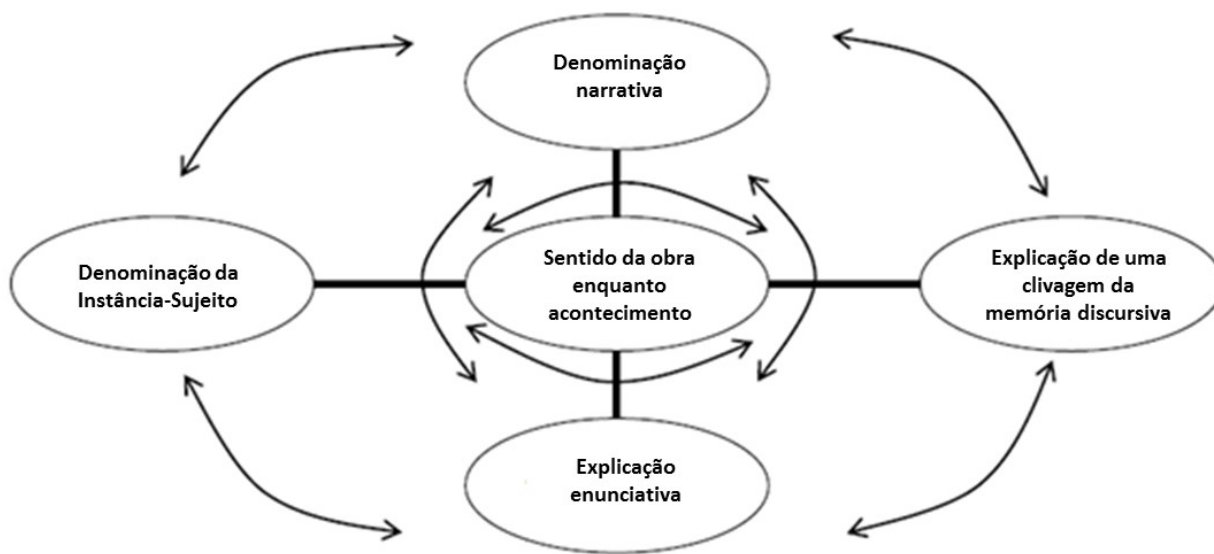 Denominação
narrativa
Denominação da
Instância-Sujeito
Sentido da obra
enquanto
acontecimento
Explicação de uma
clivagem da
memória discursiva
Explicação
enunciativa